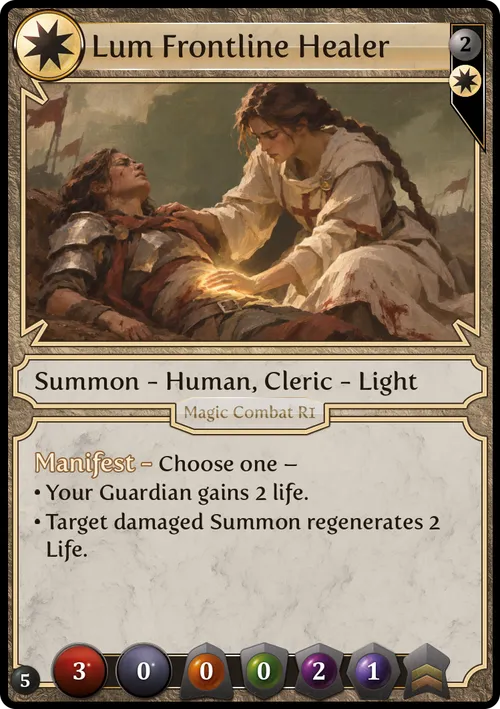 Lum Frontline Healer
2
Summon – Human, Cleric – Light
Magic Combat R1
Manifest – Choose one –
• Your Guardian gains 2 life.
• Target damaged Summon regenerates 2
Life.
5 3* 0* 0 0 2 1